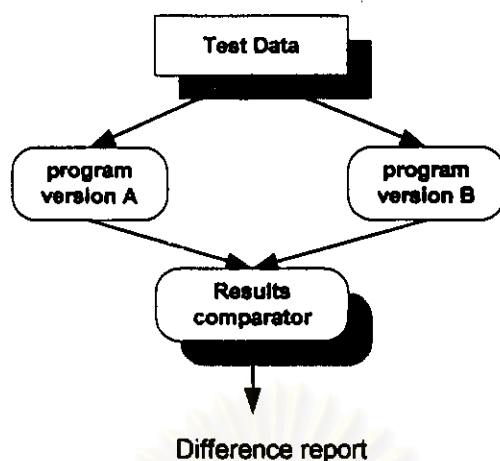 Test Data
program
version A
program
version B
Results
comparator
Difference report